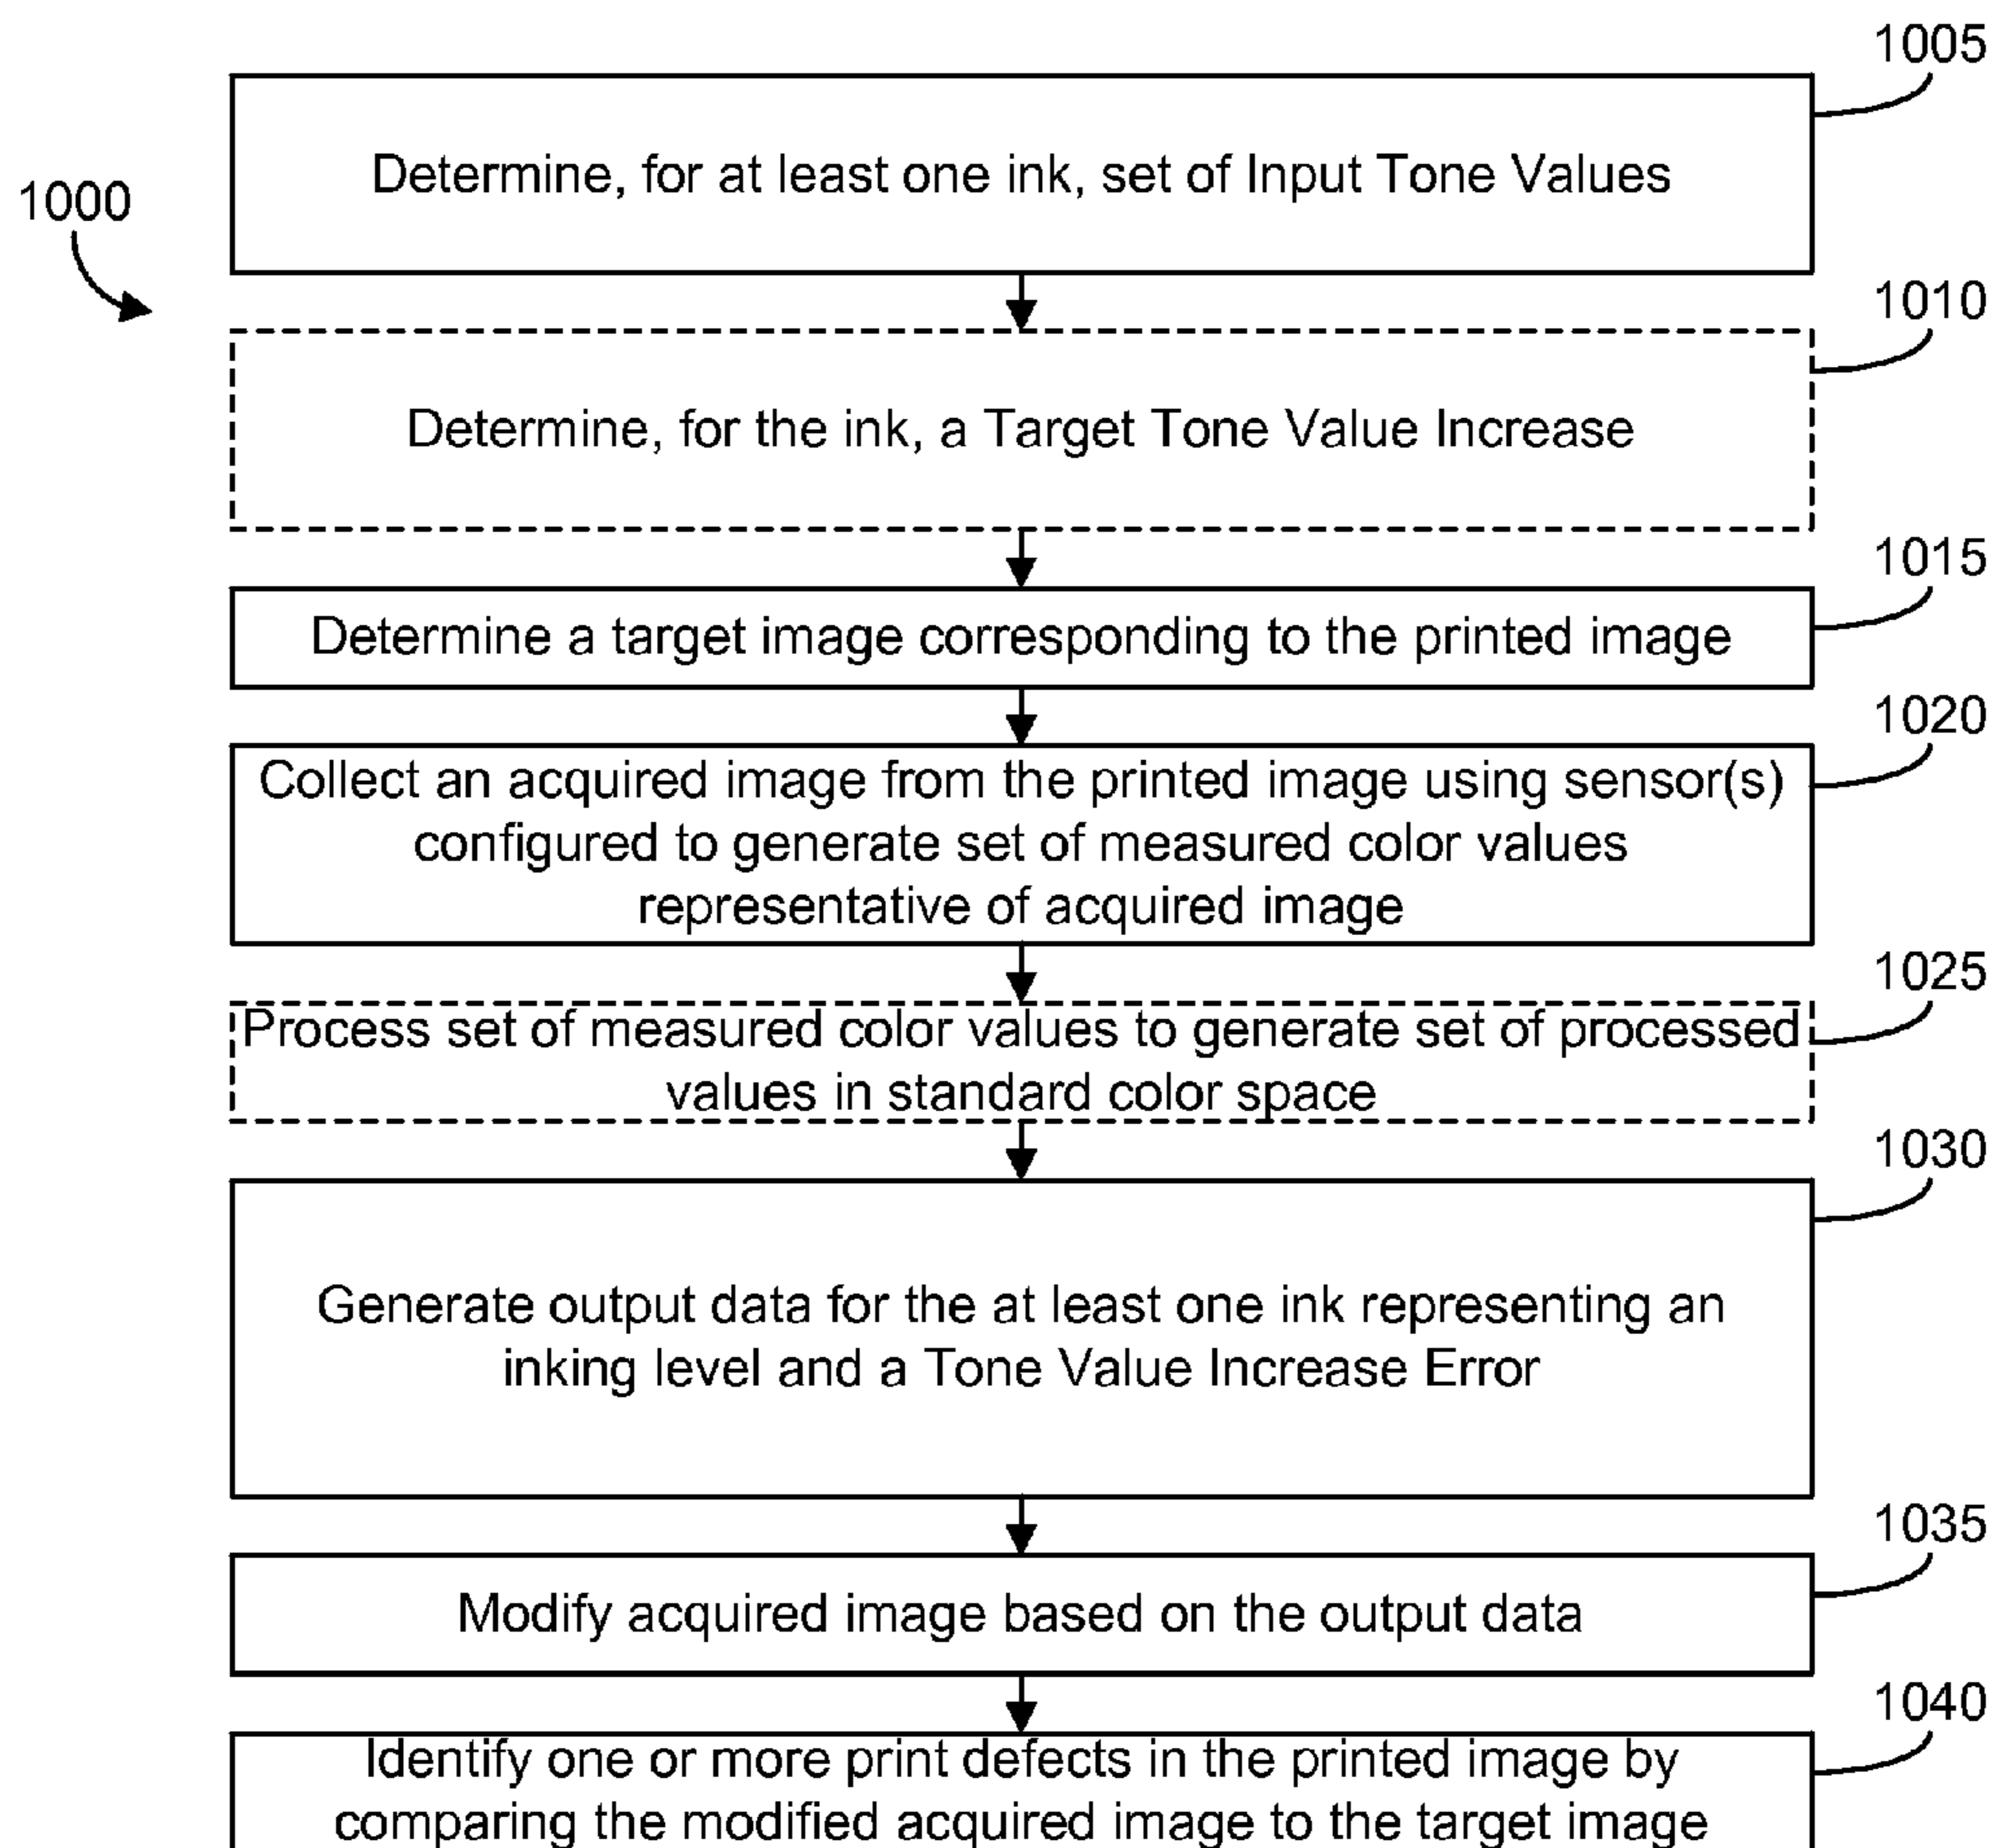 1005
Determine, for at least one ink, set of Input Tone Values
1000
1010
Determine, for the ink, a Target Tone Value Increase
1015
Determine a target image corresponding to the printed image
1020
Collect an acquired image from the printed image using sensor(s)
configured to generate set of measured color values
representative of acquired image
1025
Process set of measured color values to generate set of processed
values in standard color space
1030
Generate output data for the at least one ink representing an
inking level and a Tone Value Increase Error
1035
Modify acquired image based on the output data
1040
Identify one or more print defects in the printed image by
comparing the modified acquired image to the target image